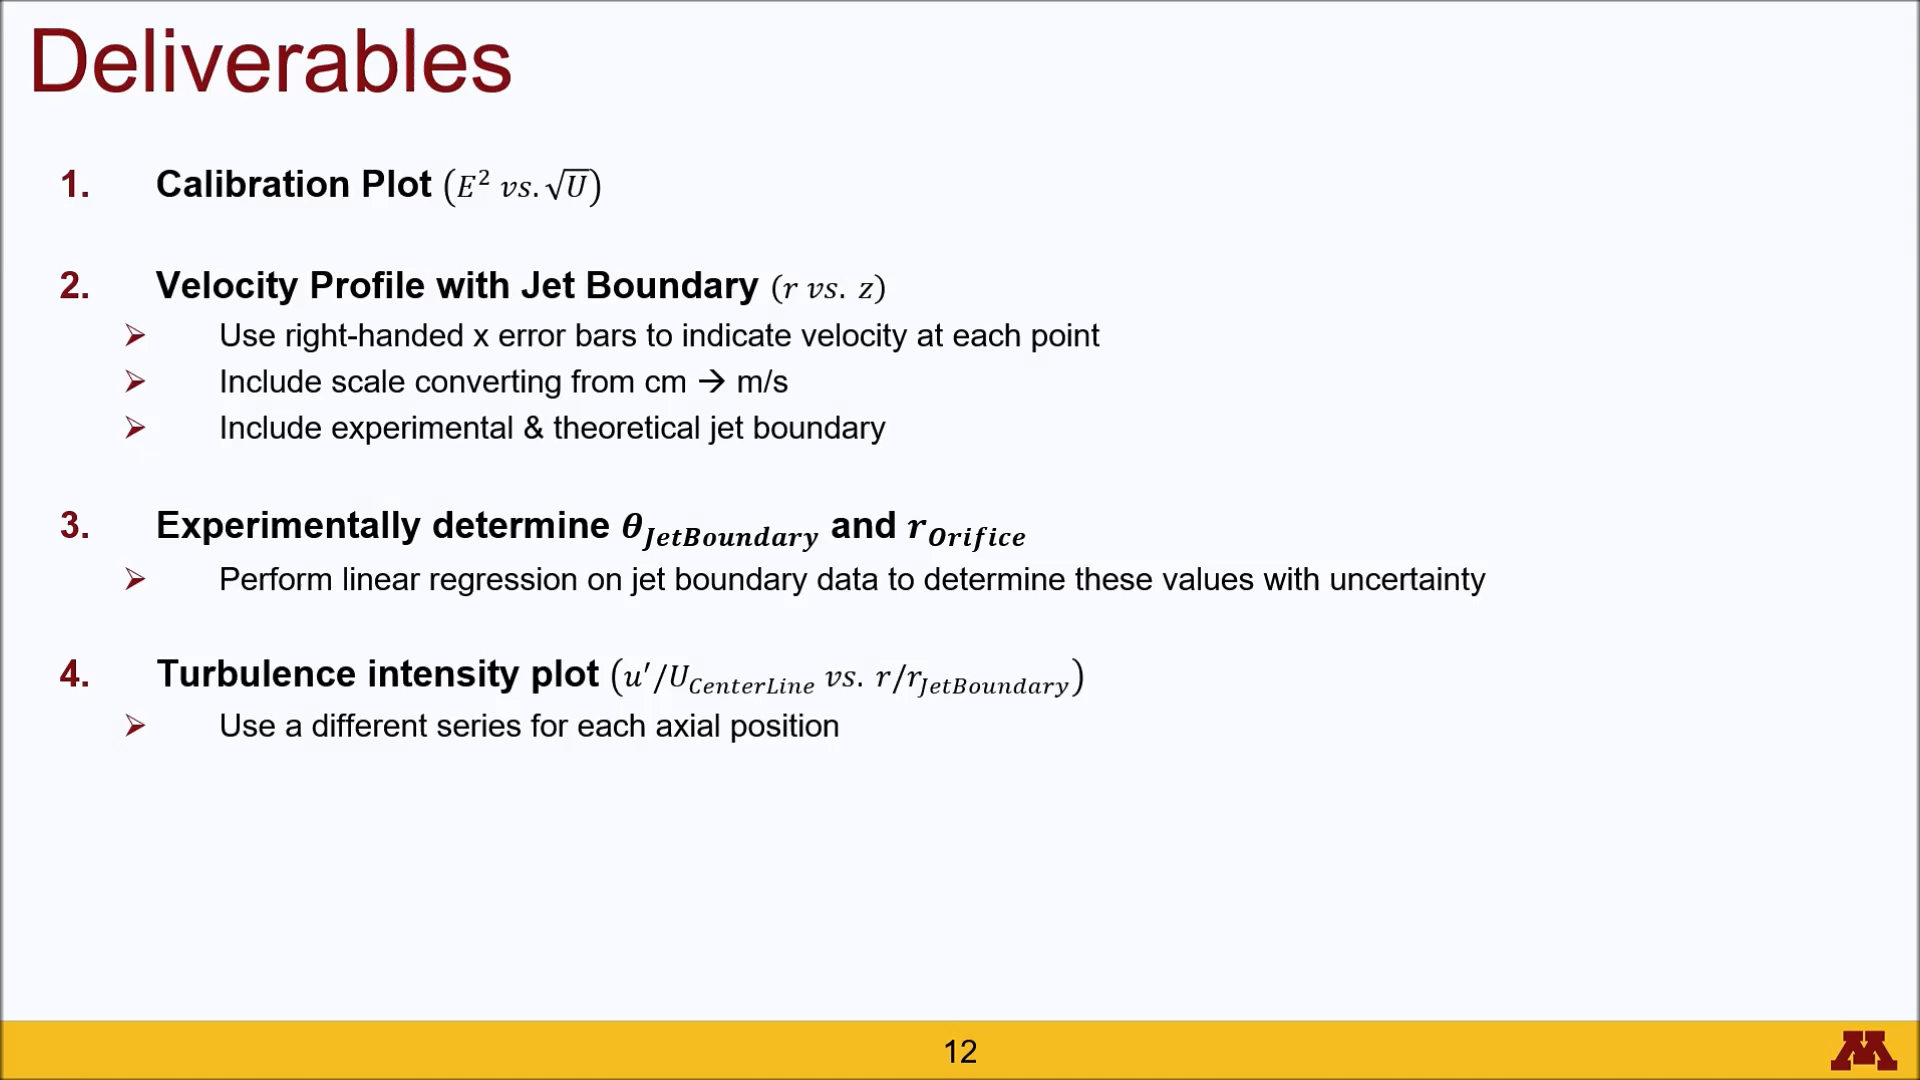 Deliverables
1. Calibration Plot (E² vs. √U)
2. Velocity Profile with Jet Boundary (r vs. z)
➢ Use right-handed x error bars to indicate velocity at each point
➢ Include scale converting from cm → m/s
➢ Include experimental & theoretical jet boundary
3. Experimentally determine θ_JetBoundary and r_Orifice
➢ Perform linear regression on jet boundary data to determine these values with uncertainty
4. Turbulence intensity plot (u′/U_CenterLine vs. r/r_JetBoundary)
➢ Use a different series for each axial position
12
M